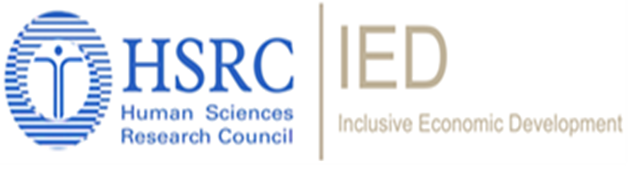 HSRC
Human Sciences
Research Council
IED
Inclusive Economic Development